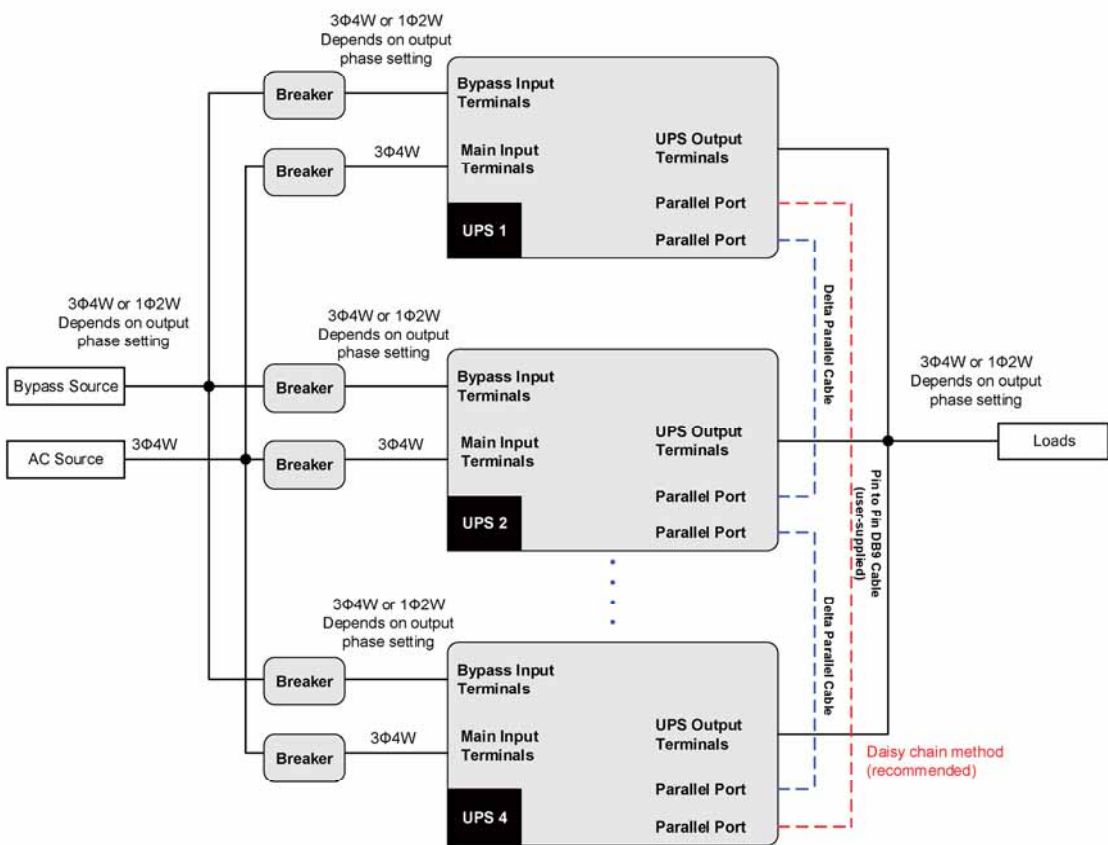 3Φ4W or 1Φ2W
Depends on output
phase setting
Breaker
Bypass Input
Terminals
Breaker
3Φ4W
Main Input
Terminals
UPS Output
Terminals
Parallel Port
Parallel Port
UPS 1
3Φ4W or 1Φ2W
Depends on output
phase setting
3Φ4W or 1Φ2W
Depends on output
phase setting
Delta Parallel Cable
Bypass Source
Breaker
Bypass Input
Terminals
3Φ4W or 1Φ2W
Depends on output
phase setting
AC Source
3Φ4W
Breaker
3Φ4W
Main Input
Terminals
UPS Output
Terminals
Loads
Parallel Port
Parallel Port
UPS 2
Pin to Fin DB9 Cable
(user-supplied)
3Φ4W or 1Φ2W
Depends on output
phase setting
Delta Parallel Cable
Breaker
Bypass Input
Terminals
Breaker
3Φ4W
Main Input
Terminals
UPS Output
Terminals
Daisy chain method
(recommended)
Parallel Port
Parallel Port
UPS 4